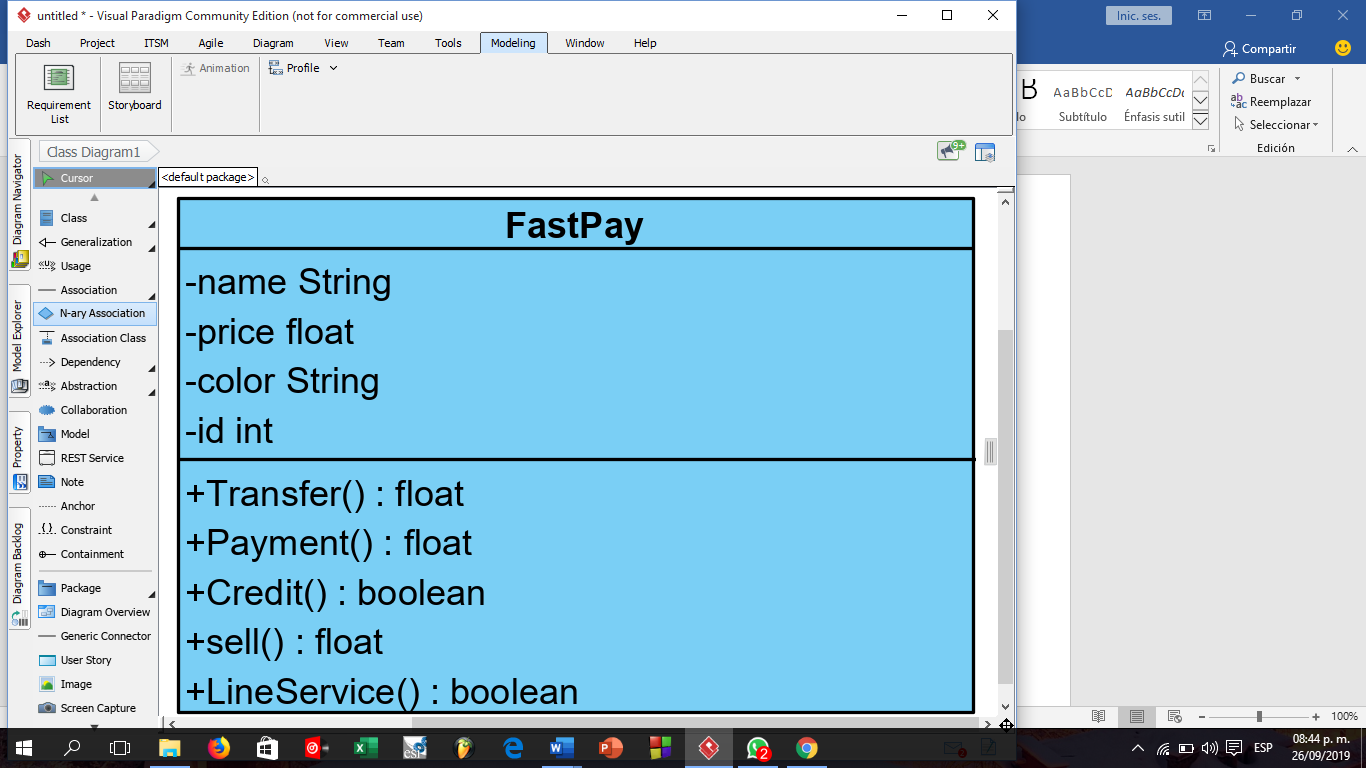 untitled * - Visual Paradigm Community Edition (not for commercial use)
Inic. ses.
Dash Project ITSM Agile Diagram View Team Tools Modeling Window Help
Compartir
Requirement
List
Storyboard
Animation
Profile
AaBbCcD
AaBbCcDc
Subtítulo
Énfasis sutil
Buscar
Reemplazar
Seleccionar
Edición
Class Diagram1
9+
Diagram Navigator
Model Explorer
Property
Diagram Backlog
Cursor
Class
Generalization
Usage
Association
N-ary Association
Association Class
Dependency
Abstraction
Collaboration
Model
REST Service
Note
Anchor
Constraint
Containment
Package
Diagram Overview
Generic Connector
User Story
Image
Screen Capture
<default package>
FastPay
-name String
-price float
-color String
-id int
+Transfer() : float
+Payment() : float
+Credit() : boolean
+sell() : float
+LineService() : boolean
100%
2
ESP
08:44 p. m.
26/09/2019